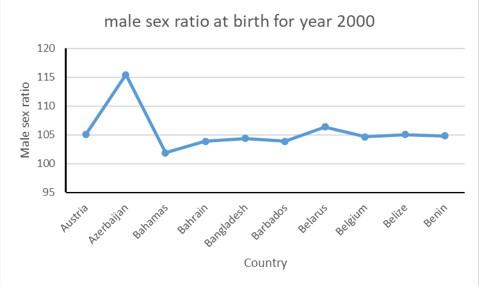 male sex ratio at birth for year 2000
120
115
110
105
100
95
Male sex ratio
Austria
Azerbaijan
Bahamas
Bahrain
Bangladesh
Barbados
Belarus
Belgium
Belize
Benin
Country